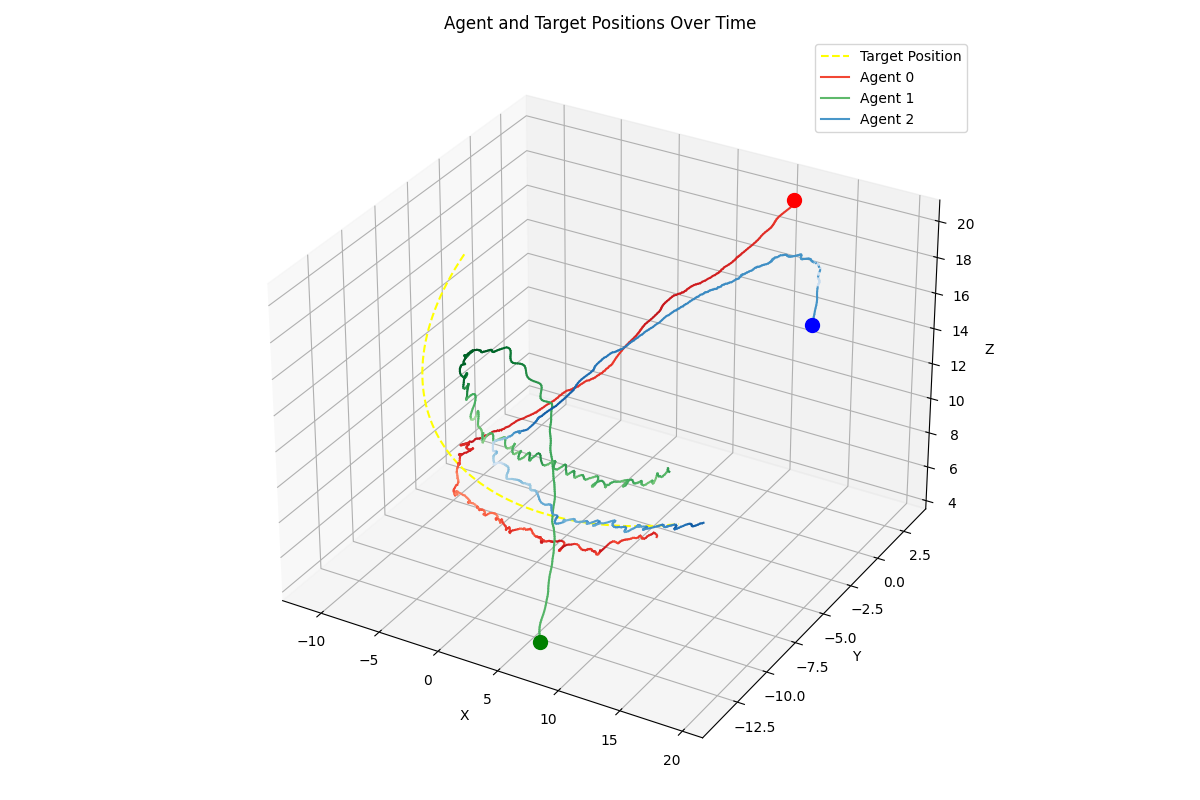 Agent and Target Positions Over Time
Target Position
Agent 0
Agent 1
Agent 2
20
18
16
14
12
10
8
6
4
Z
2.5
0.0
−2.5
−5.0
−7.5
−10.0
−12.5
Y
−10
−5
0
5
10
15
20
X